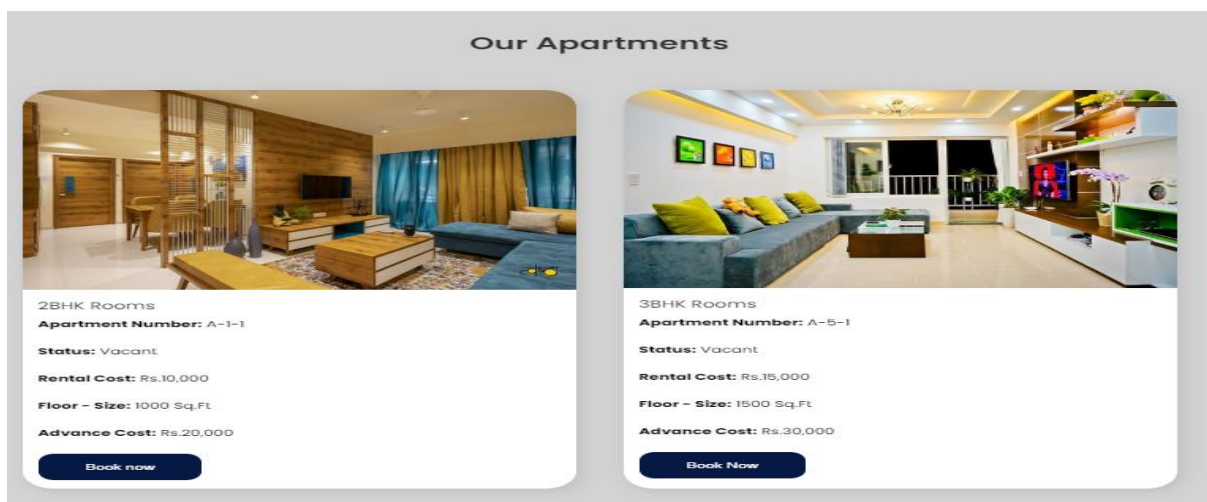 Our Apartments
2BHK Rooms
Apartment Number: A-1-1
Status: Vacant
Rental Cost: Rs.10,000
Floor - Size: 1000 Sq.Ft
Advance Cost: Rs.20,000
Book now
3BHK Rooms
Apartment Number: A-5-1
Status: Vacant
Rental Cost: Rs.15,000
Floor - Size: 1500 Sq.Ft
Advance Cost: Rs.30,000
Book Now